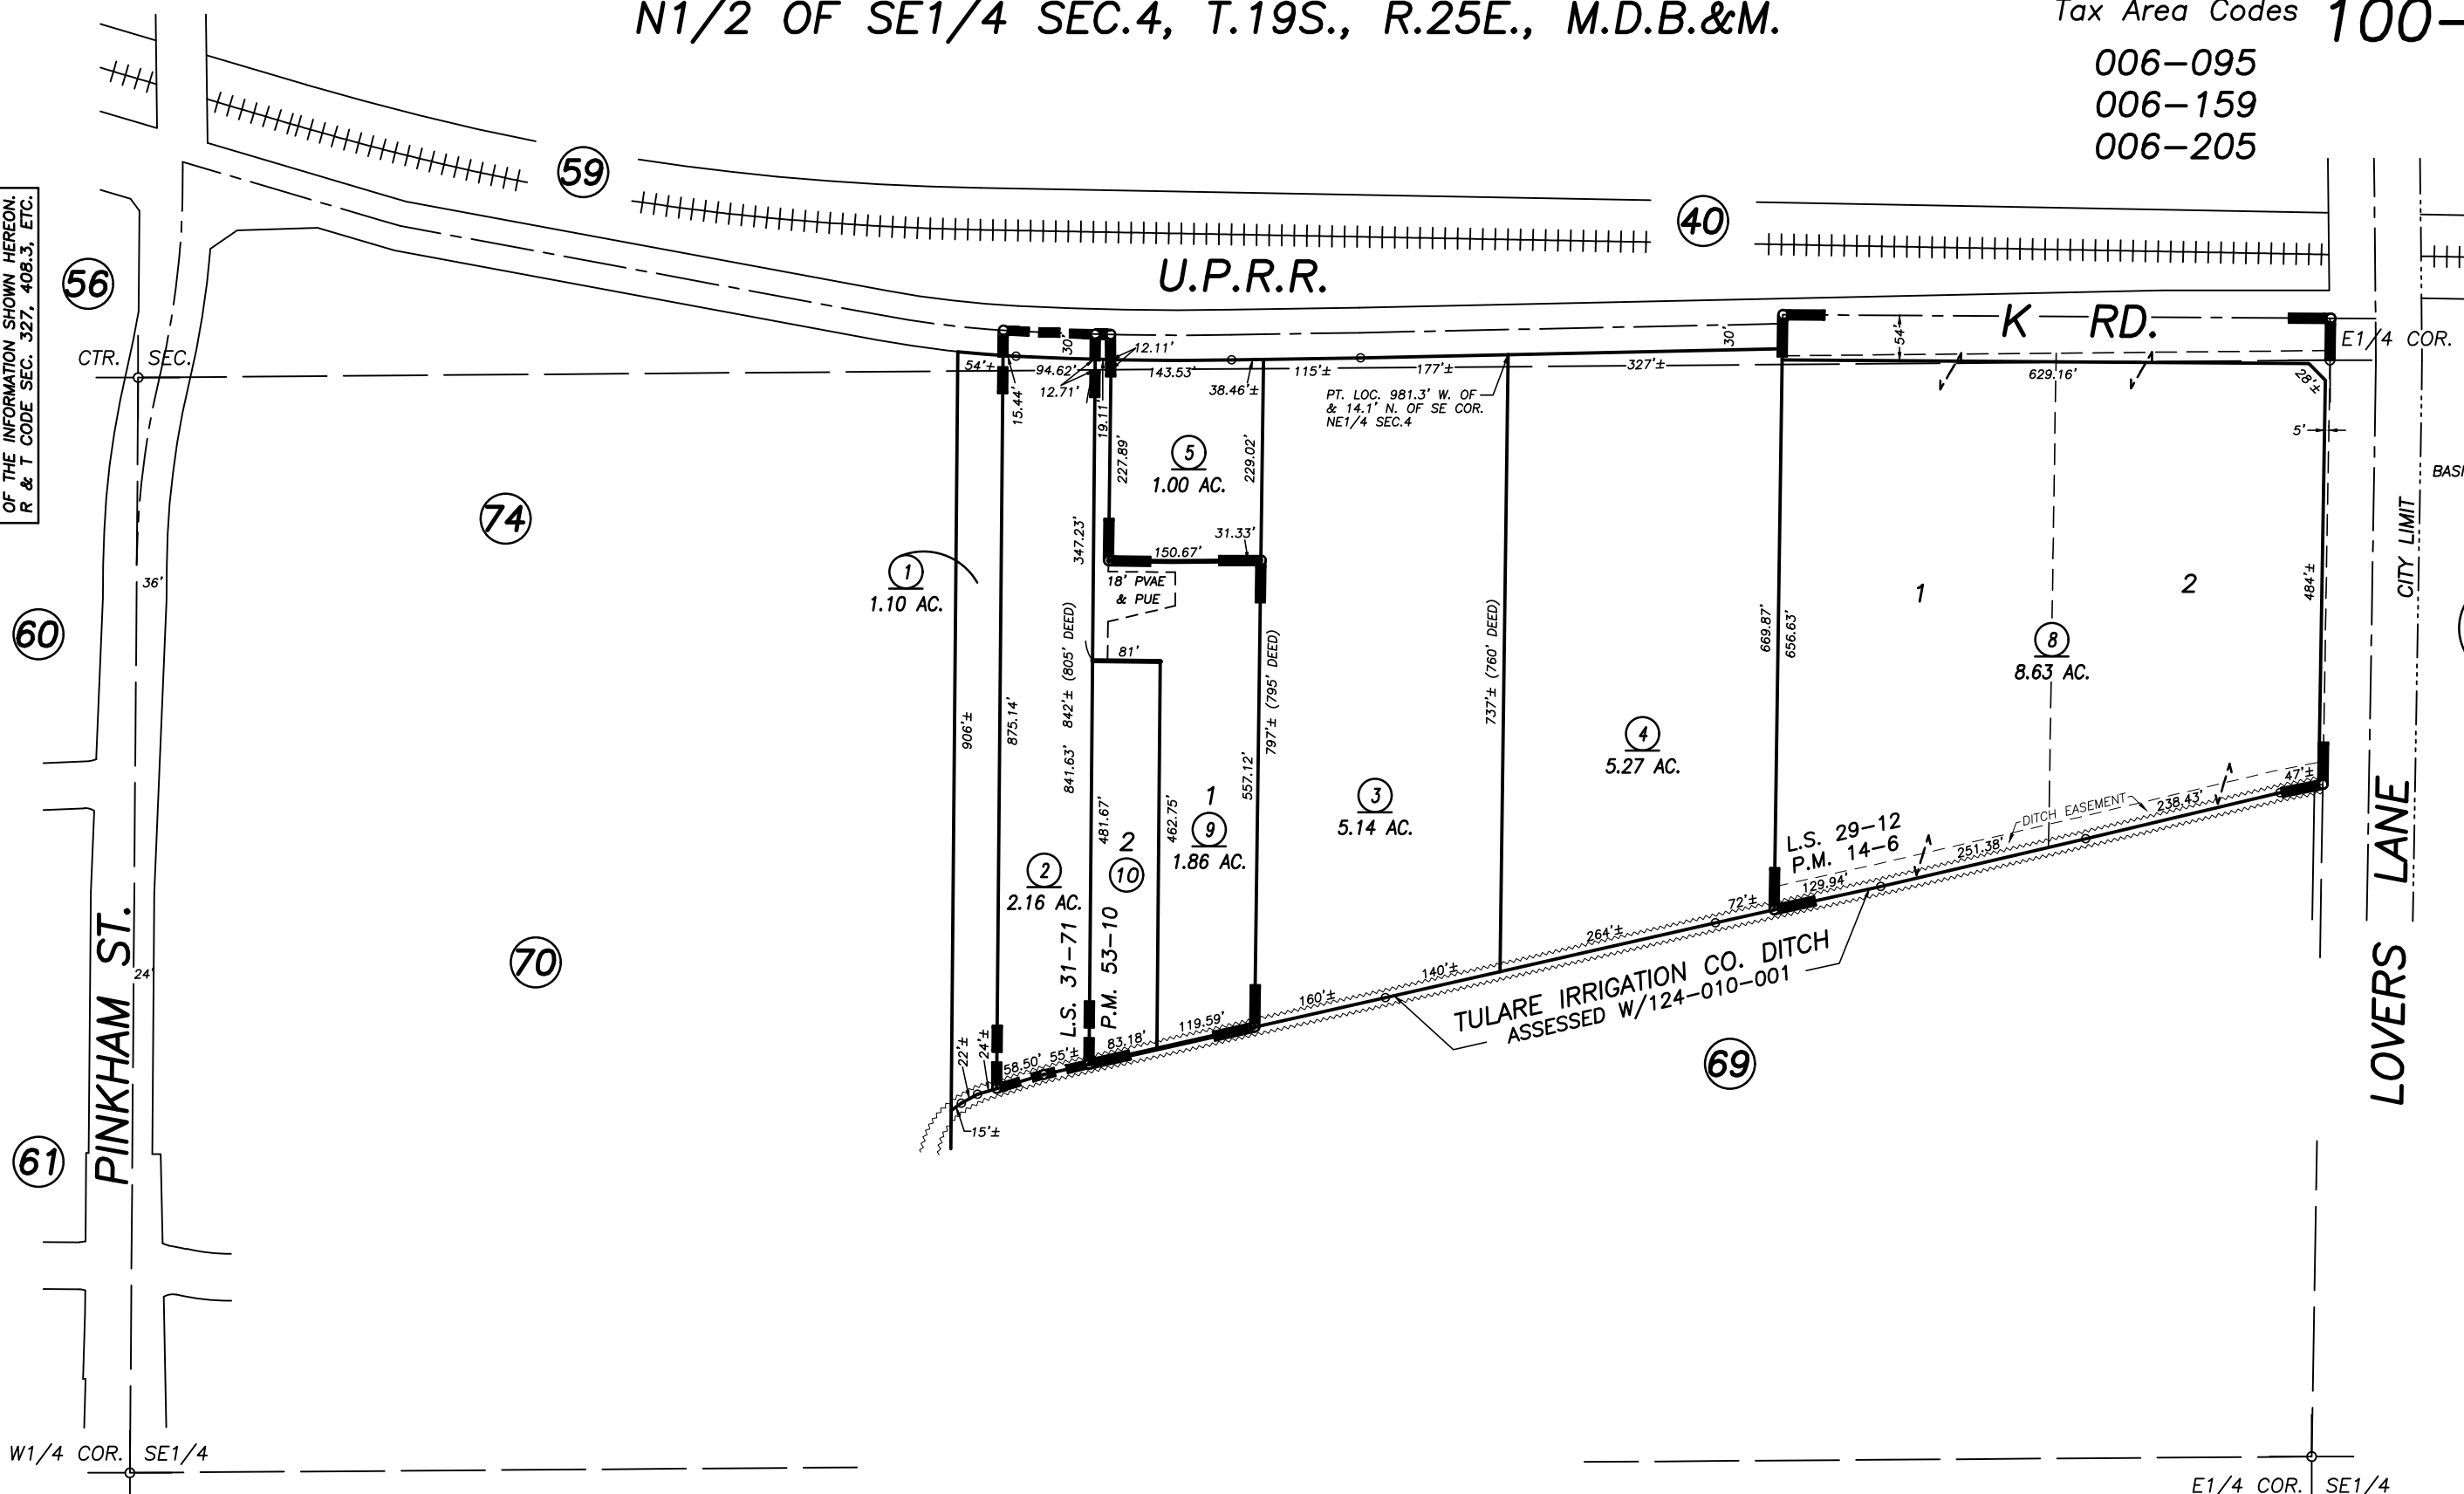 N1/2 OF SE1/4 SEC.4, T.19S., R.25E., M.D.B.&M.
Tax Area Codes
100-
006-095
006-159
006-205
OF THE INFORMATION SHOWN HEREON.
R & T CODE SEC. 327, 408.3, ETC.
59
40
56
U.P.R.R.
K RD.
54'
30'
30'
E1/4 COR.
CTR. SEC.
54'±
94.62'
12.11'
12.71'
15.44'
19.11'
143.53'
38.46'±
115'±
177'±
327'±
629.16'
28'±
5'
PT. LOC. 981.3' W. OF
& 14.1' N. OF SE COR.
NE1/4 SEC.4
BASI
CITY LIMIT
74
227.89'
5
1.00 AC.
229.02'
347.23'
31.33'
150.67'
18' PVAE
& PUE
36'
1
1.10 AC.
60
81'
842'± (805' DEED)
841.63'
797'± (795' DEED)
737'± (760' DEED)
669.87'
656.63'
1
2
484'±
8
8.63 AC.
906'±
875.14'
4
5.27 AC.
557.12'
3
5.14 AC.
481.67'
462.75'
1
9
1.86 AC.
2
10
2
2.16 AC.
47'±
238.43'
DITCH EASEMENT
251.38'
L.S. 29-12
P.M. 14-6
129.94'
72'±
264'±
140'±
160'±
119.59'
83.18'
55'±
58.50'
24'±
22'±
15'±
L.S. 31-71
P.M. 53-10
TULARE IRRIGATION CO. DITCH
ASSESSED W/124-010-001
70
69
24'
PINKHAM ST.
LOVERS LANE
61
W1/4 COR. SE1/4
E1/4 COR. SE1/4